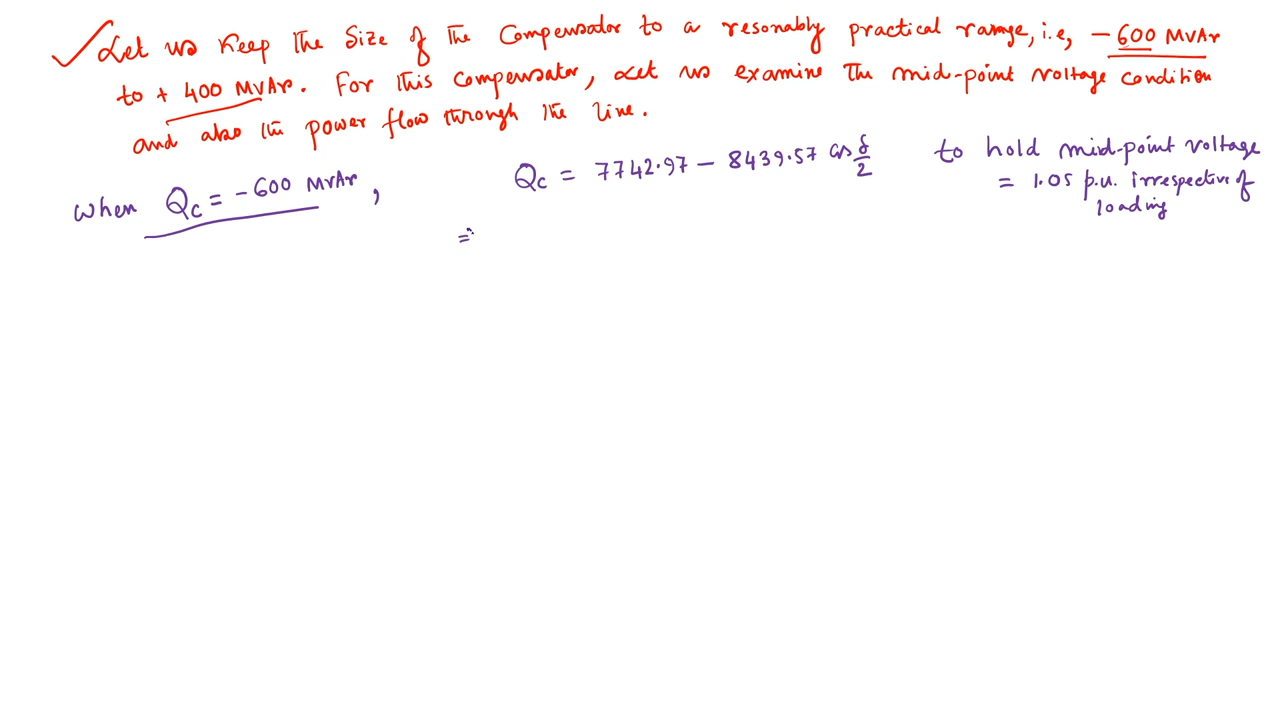 Let us Keep the Size of the Compensator to a resonably practical range, i.e, - 600 MVAr
to + 400 MVAr. For this compensator, Let us examine the mid-point voltage condition
and also the power flow through the line.
When Qc = -600 MVAr, Qc = 7742.97 - 8439.57 cos δ/2 to hold mid-point voltage
= 1.05 p.u. irrespective of
loading
⇒